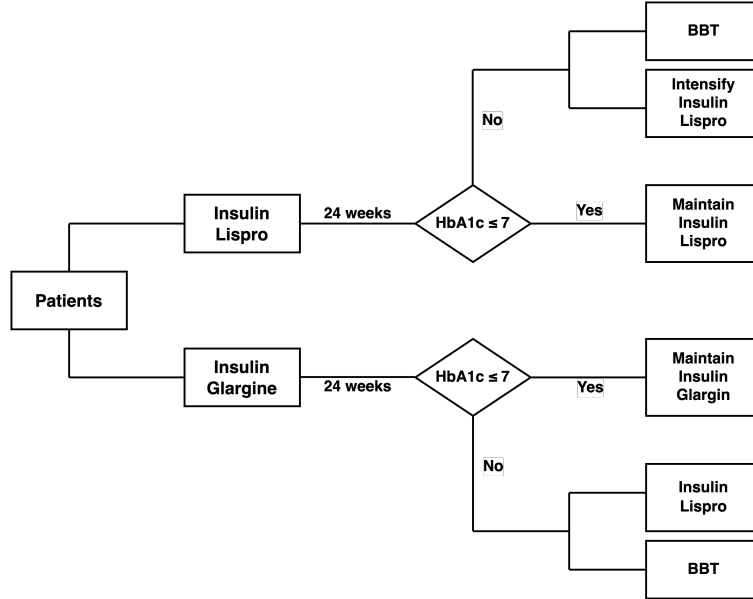 BBT
Intensify
Insulin
Lispro
No
Insulin
Lispro
24 weeks
HbA1c ≤ 7
Yes
Maintain
Insulin
Lispro
Patients
Insulin
Glargine
24 weeks
HbA1c ≤ 7
Yes
Maintain
Insulin
Glargin
No
Insulin
Lispro
BBT